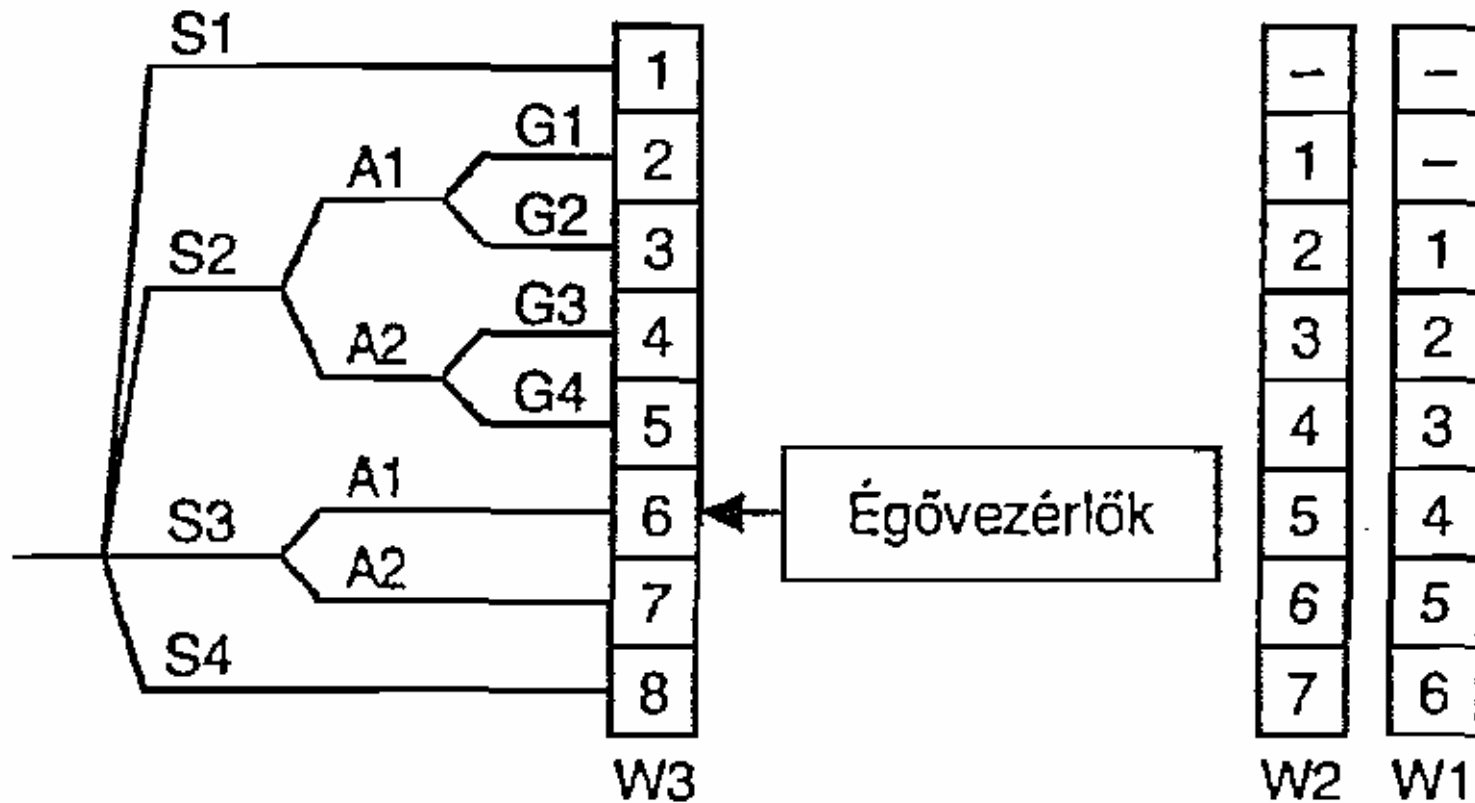 S1 1 – –
G1 2 1 –
A1
G2 3 2 1
S2
G3 4 3 2
A2
G4 5 4 3
A1
6 Égővezérlők 5 4
S3
A2
7 6 5
S4
8 7 6
W3 W2 W1